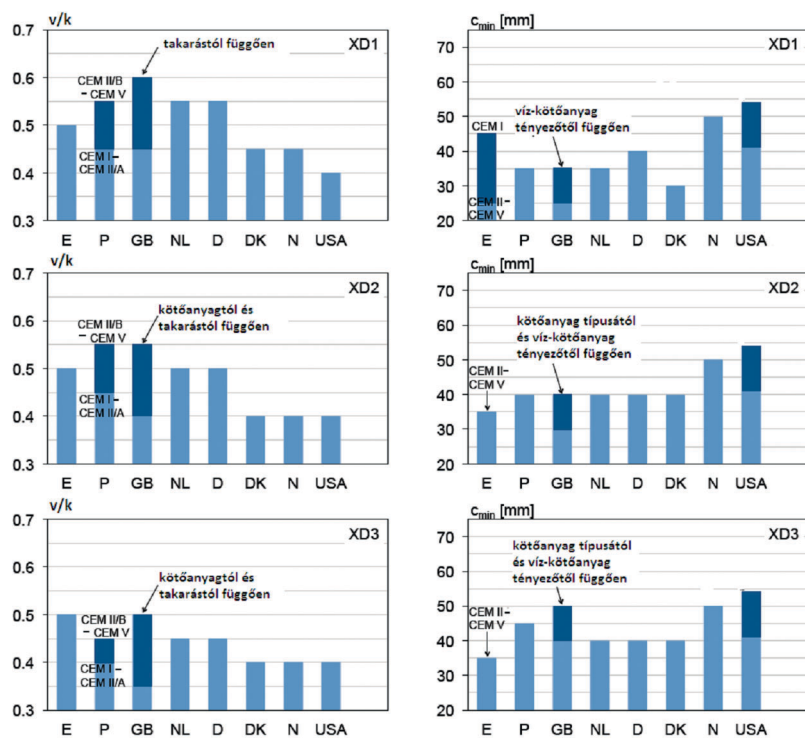 v/k
XD1
0.7
0.6
0.5
0.4
0.3
takarástól függően
CEM II/B
– CEM V
CEM I –
CEM II/A
E P GB NL D DK N USA
c_min [mm]
XD1
70
60
50
40
30
20
víz-kötőanyag
tényezőtől függően
CEM I
CEM II–
CEM V
E P GB NL D DK N USA
v/k
XD2
0.7
0.6
0.5
0.4
0.3
kötőanyagtól és
takarástól függően
CEM II/B
– CEM V
CEM I –
CEM II/A
E P GB NL D DK N USA
c_min [mm]
XD2
70
60
50
40
30
20
kötőanyag típusától
és víz-kötőanyag
tényezőtől függően
CEM II–
CEM V
E P GB NL D DK N USA
v/k
XD3
0.7
0.6
0.5
0.4
0.3
kötőanyagtól és
takarástól függően
CEM II/B
– CEM V
CEM I –
CEM II/A
E P GB NL D DK N USA
c_min [mm]
XD3
70
60
50
40
30
20
kötőanyag típusától
és víz-kötőanyag
tényezőtől függően
CEM II–
CEM V
E P GB NL D DK N USA